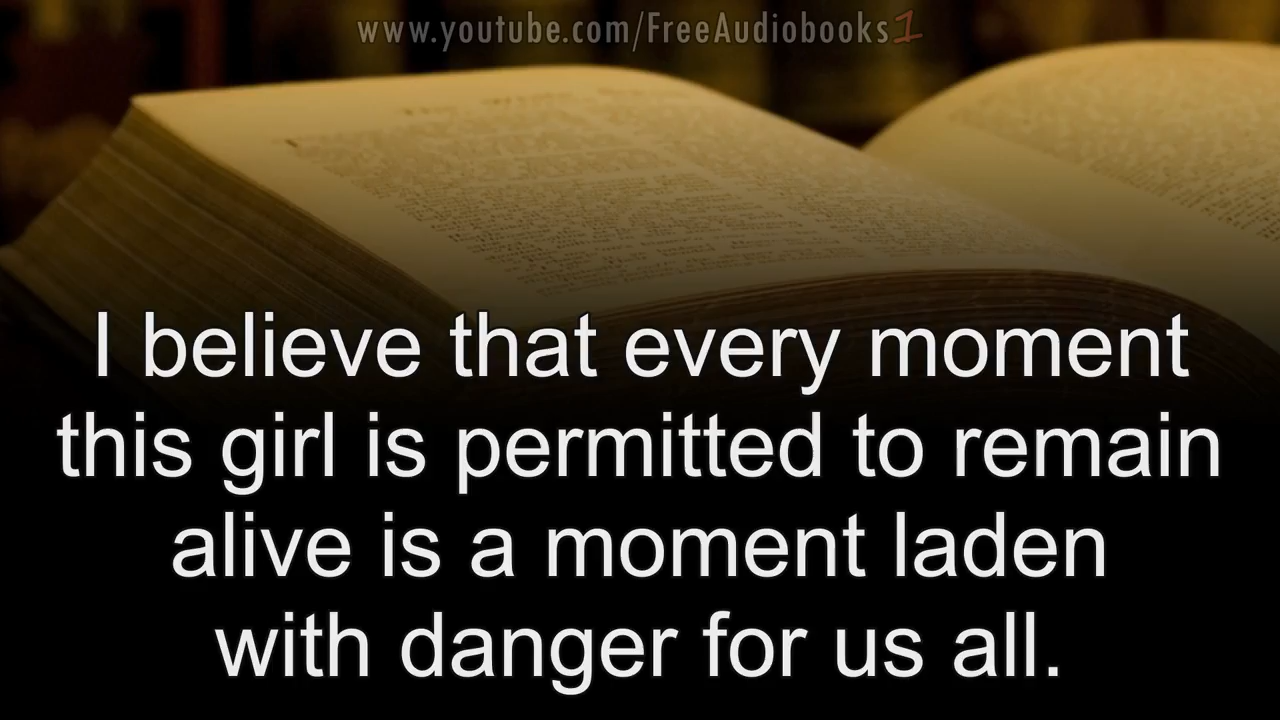 www.youtube.com/FreeAudiobooks1
I believe that every moment
this girl is permitted to remain
alive is a moment laden
with danger for us all.